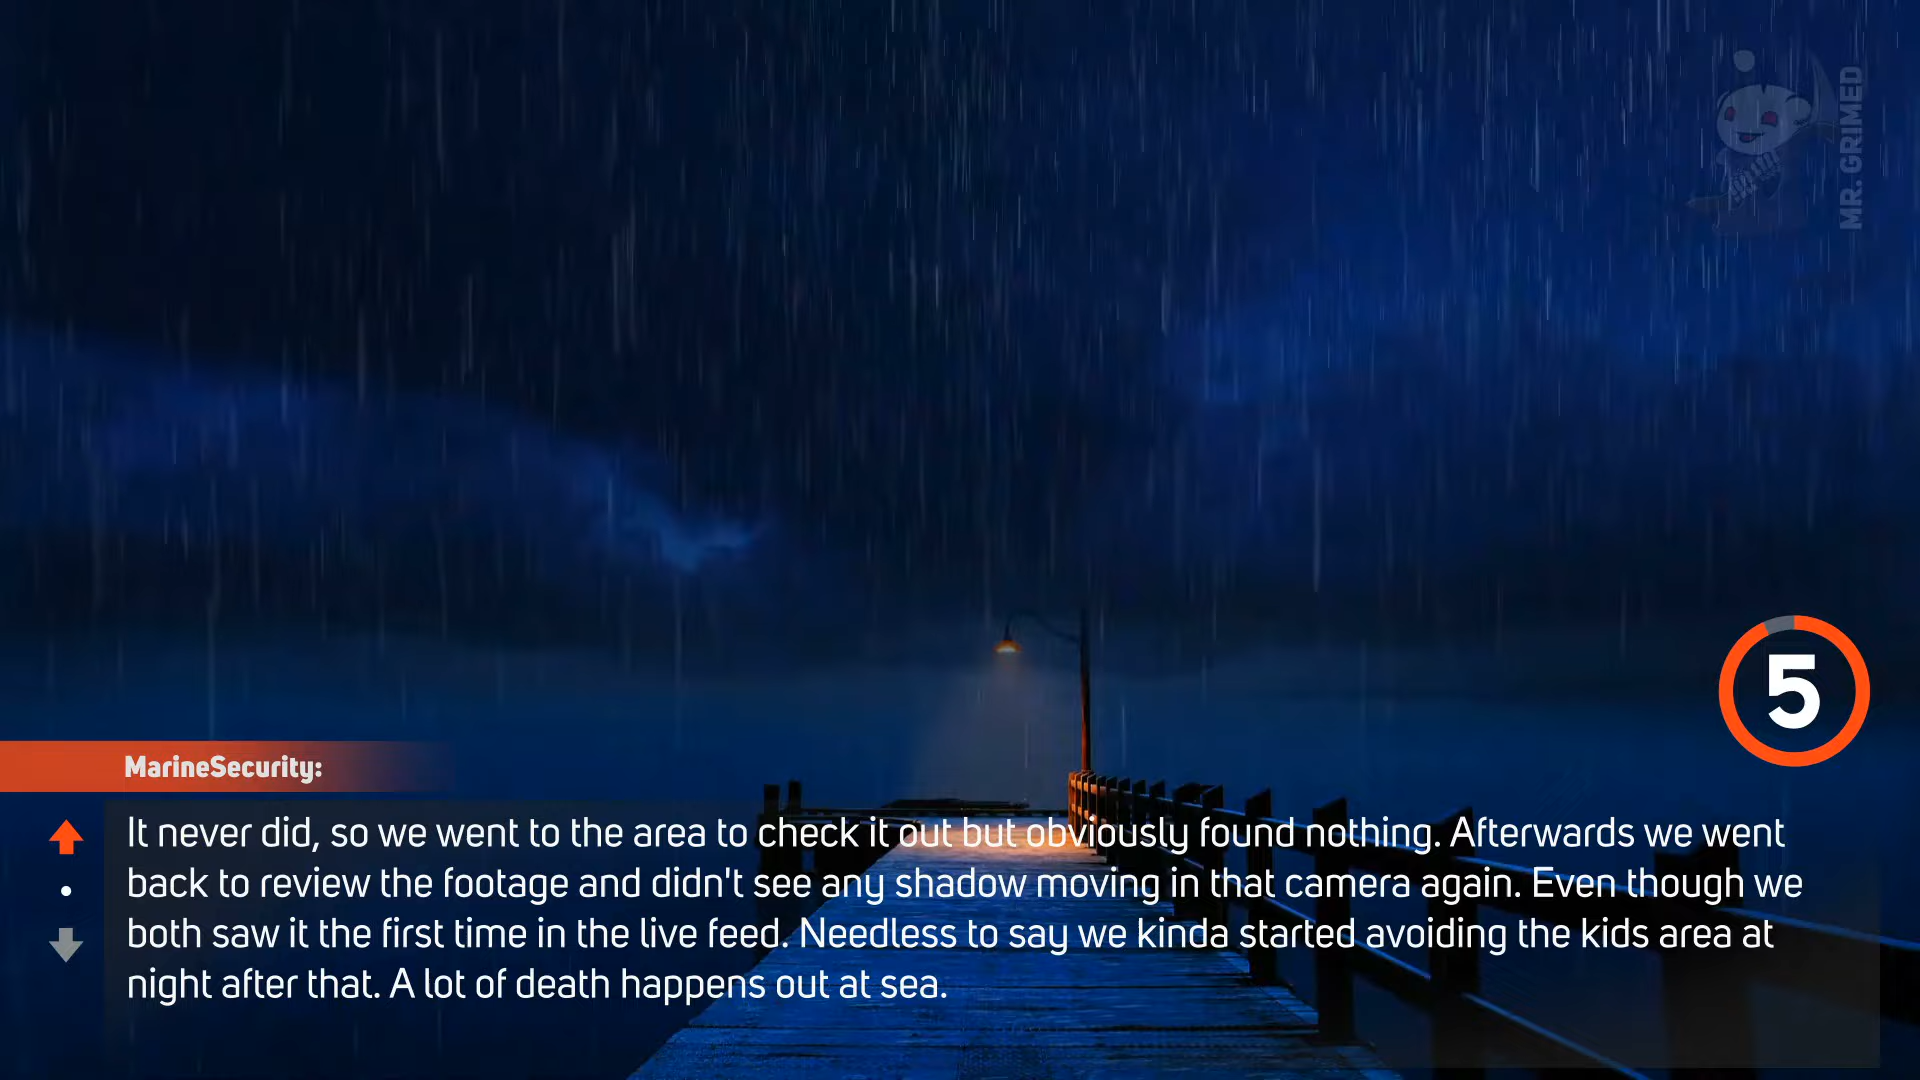 MR. GRIMED
5
MarineSecurity:
It never did, so we went to the area to check it out but obviously found nothing. Afterwards we went
back to review the footage and didn't see any shadow moving in that camera again. Even though we
both saw it the first time in the live feed. Needless to say we kinda started avoiding the kids area at
night after that. A lot of death happens out at sea.